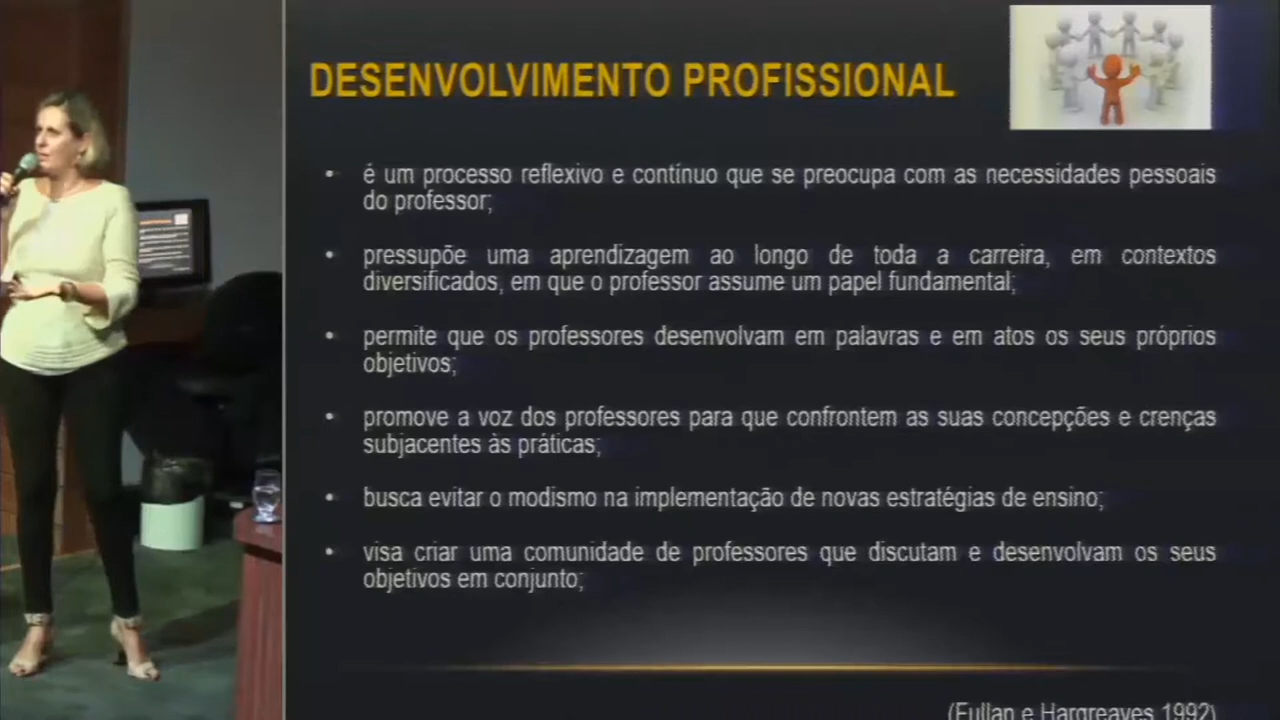 DESENVOLVIMENTO PROFISSIONAL
• é um processo reflexivo e contínuo que se preocupa com as necessidades pessoais
do professor;
• pressupõe uma aprendizagem ao longo de toda a carreira, em contextos
diversificados, em que o professor assume um papel fundamental;
• permite que os professores desenvolvam em palavras e em atos os seus próprios
objetivos;
• promove a voz dos professores para que confrontem as suas concepções e crenças
subjacentes às práticas;
• busca evitar o modismo na implementação de novas estratégias de ensino;
• visa criar uma comunidade de professores que discutam e desenvolvam os seus
objetivos em conjunto;
(Fullan e Hargreaves 1992)